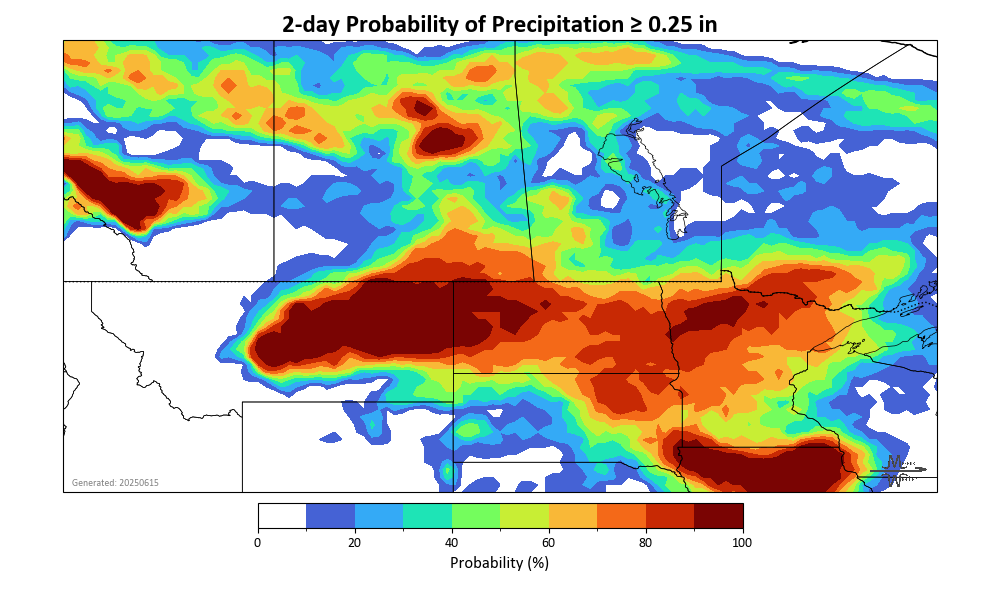 2-day Probability of Precipitation ≥ 0.25 in
Generated: 20250615
0 20 40 60 80 100
Probability (%)